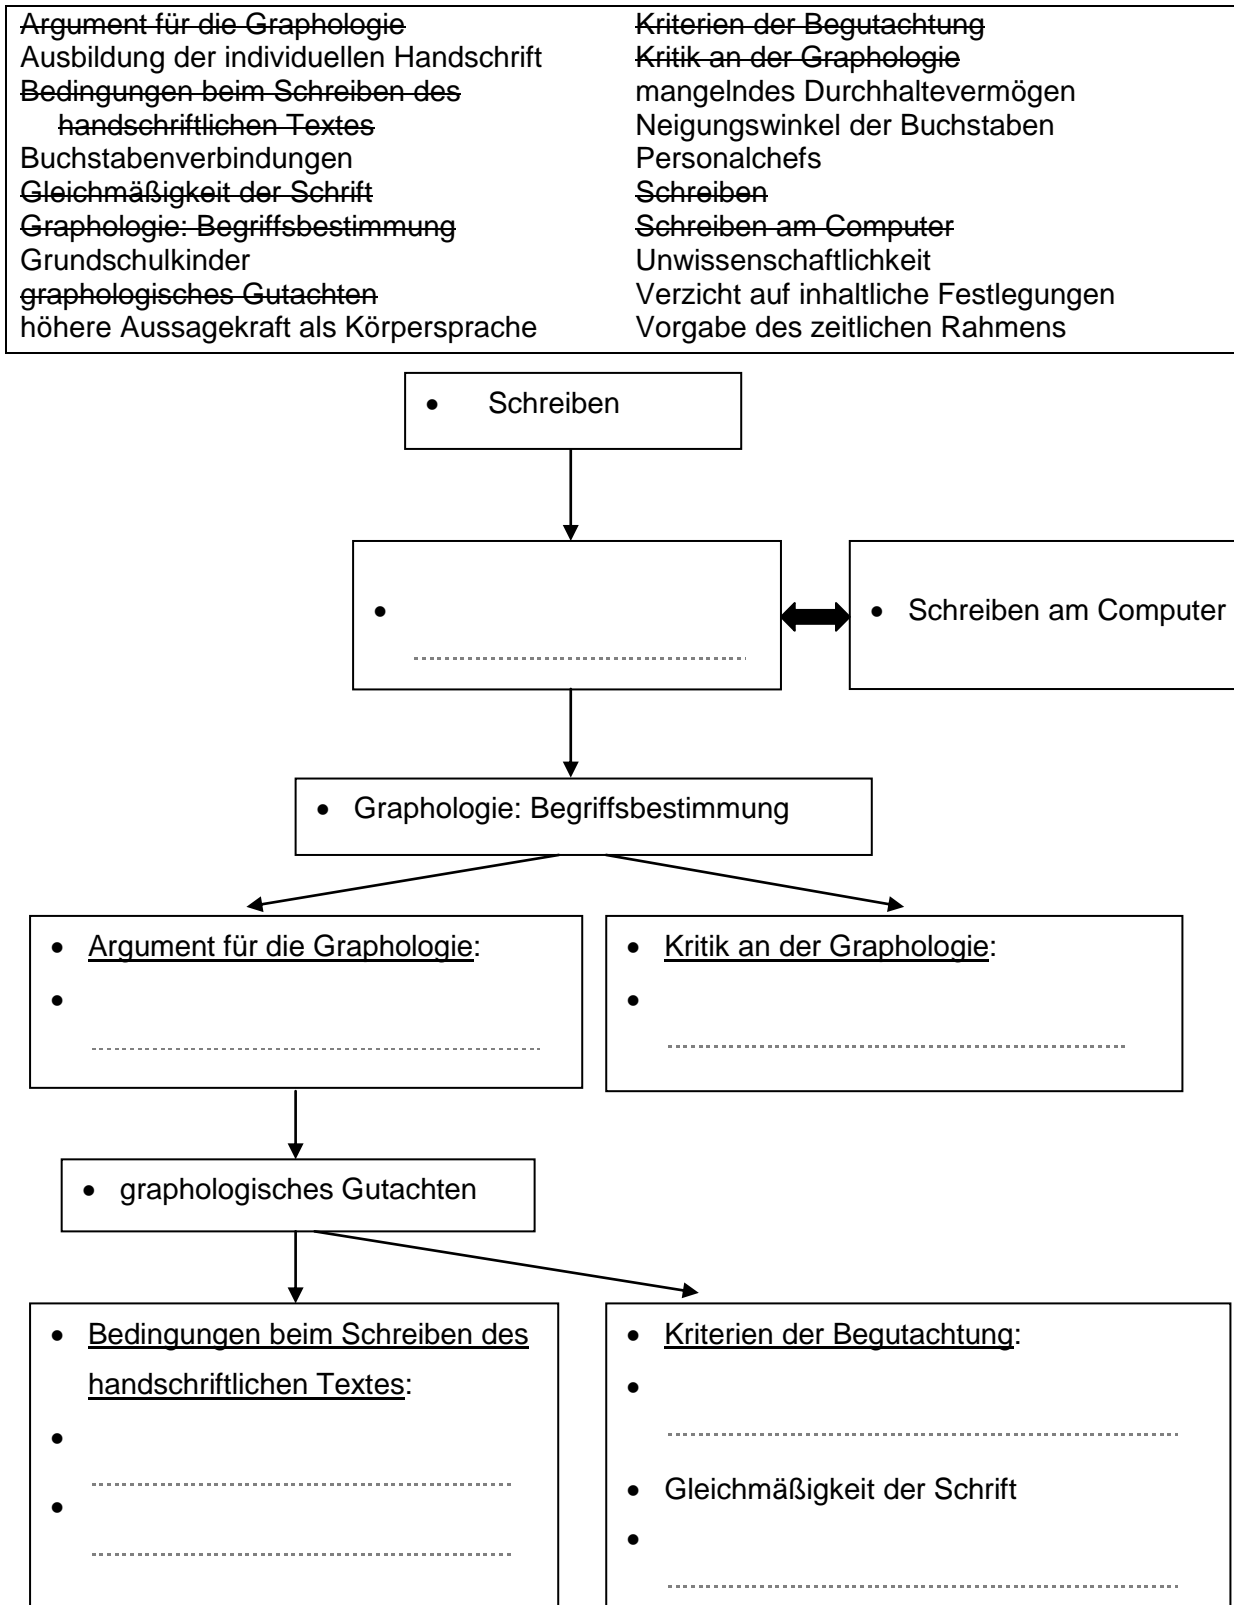 Argument für die Graphologie
Ausbildung der individuellen Handschrift
Bedingungen beim Schreiben des
handschriftlichen Textes
Buchstabenverbindungen
Gleichmäßigkeit der Schrift
Graphologie: Begriffsbestimmung
Grundschulkinder
graphologisches Gutachten
höhere Aussagekraft als Körpersprache
Kriterien der Begutachtung
Kritik an der Graphologie
mangelndes Durchhaltevermögen
Neigungswinkel der Buchstaben
Personalchefs
Schreiben
Schreiben am Computer
Unwissenschaftlichkeit
Verzicht auf inhaltliche Festlegungen
Vorgabe des zeitlichen Rahmens
• Schreiben
•
• Schreiben am Computer
• Graphologie: Begriffsbestimmung
• Argument für die Graphologie:
•
• Kritik an der Graphologie:
•
• graphologisches Gutachten
• Bedingungen beim Schreiben des
handschriftlichen Textes:
•
•
• Kriterien der Begutachtung:
•
• Gleichmäßigkeit der Schrift
•